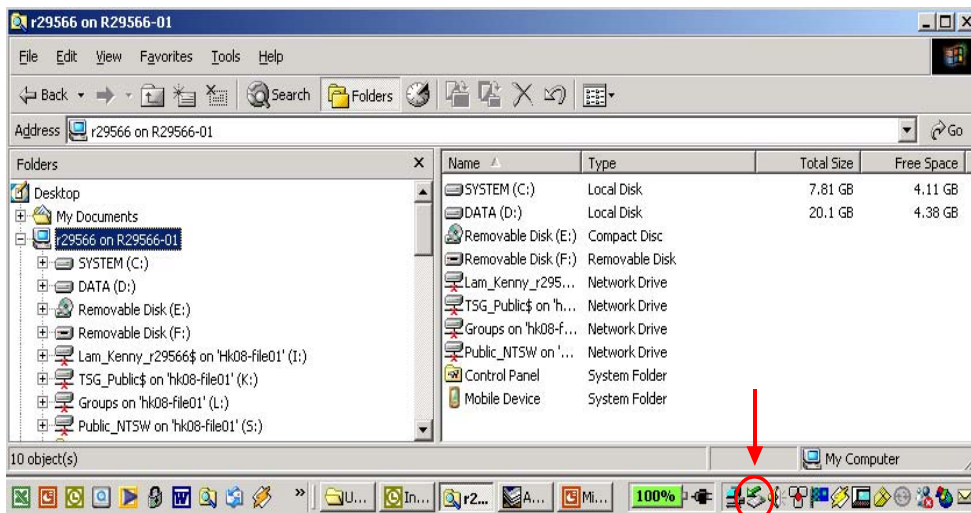 r29566 on R29566-01
File Edit View Favorites Tools Help
Back Search Folders
Address r29566 on R29566-01 Go
Folders x
Name Type Total Size Free Space
Desktop
My Documents
r29566 on R29566-01
SYSTEM (C:)
DATA (D:)
Removable Disk (E:)
Removable Disk (F:)
Lam_Kenny_r29566$ on 'Hk08-file01' (I:)
TSG_Public$ on 'hk08-file01' (K:)
Groups on 'hk08-file01' (L:)
Public_NTSW on 'hk08-file01' (S:)
SYSTEM (C:) Local Disk 7.81 GB 4.11 GB
DATA (D:) Local Disk 20.1 GB 4.38 GB
Removable Disk (E:) Compact Disc
Removable Disk (F:) Removable Disk
Lam_Kenny_r295... Network Drive
TSG_Public$ on 'h... Network Drive
Groups on 'hk08-f... Network Drive
Public_NTSW on '... Network Drive
Control Panel System Folder
Mobile Device System Folder
10 object(s) My Computer
» U... In... r2... A... Mi... 100%